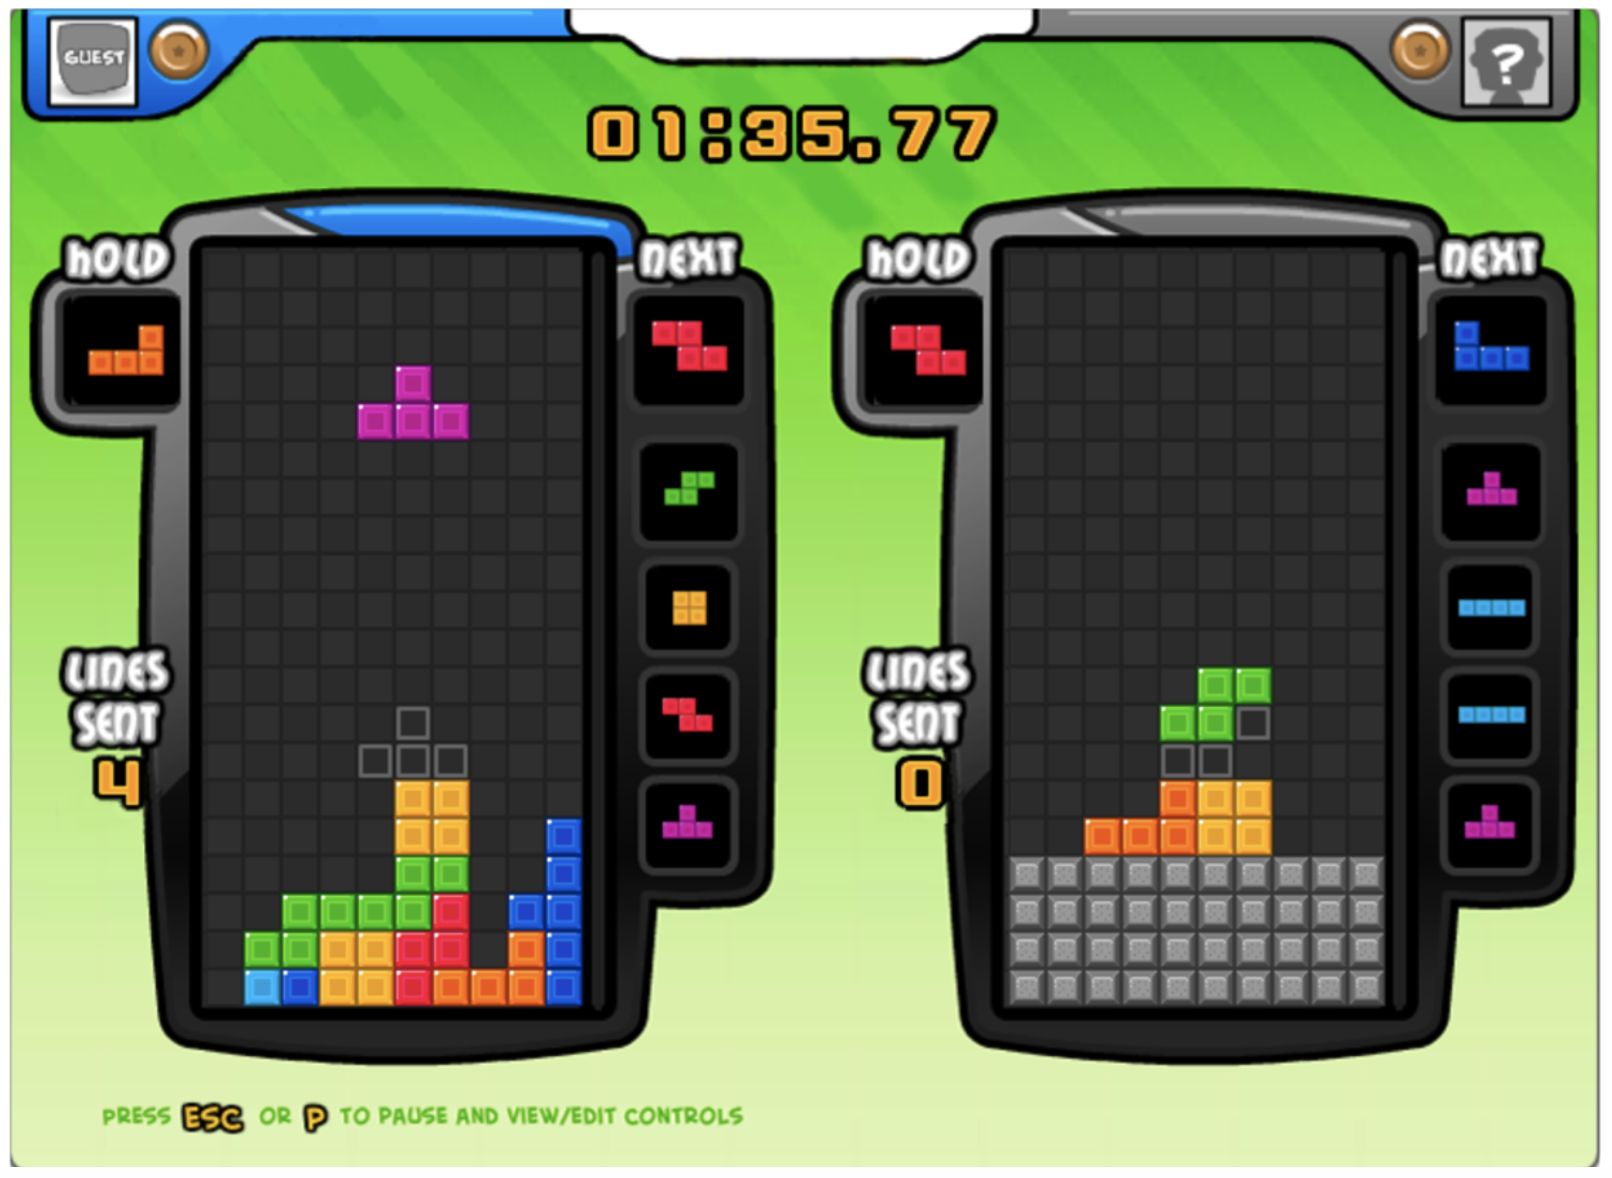 GUEST
?
01:35.77
HOLD
NEXT
HOLD
NEXT
LINES
SENT
4
LINES
SENT
0
PRESS ESC OR P TO PAUSE AND VIEW/EDIT CONTROLS